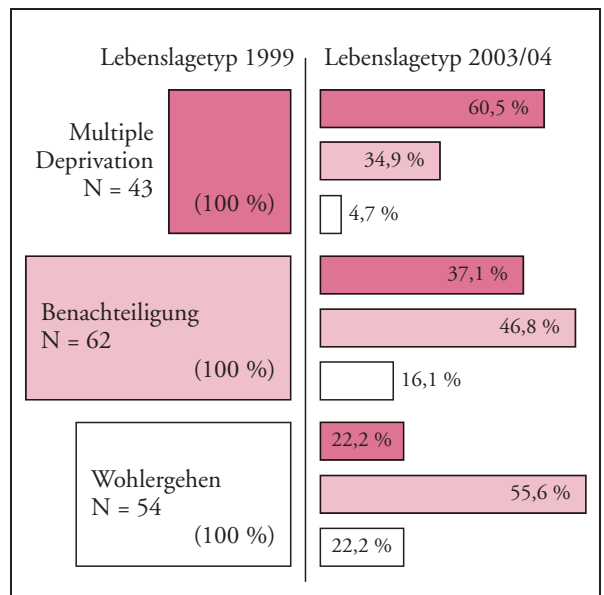 Lebenslagetyp 1999
Lebenslagetyp 2003/04
Multiple
Deprivation
N = 43
(100 %)
60,5 %
34,9 %
4,7 %
Benachteiligung
N = 62
(100 %)
37,1 %
46,8 %
16,1 %
Wohlergehen
N = 54
(100 %)
22,2 %
55,6 %
22,2 %